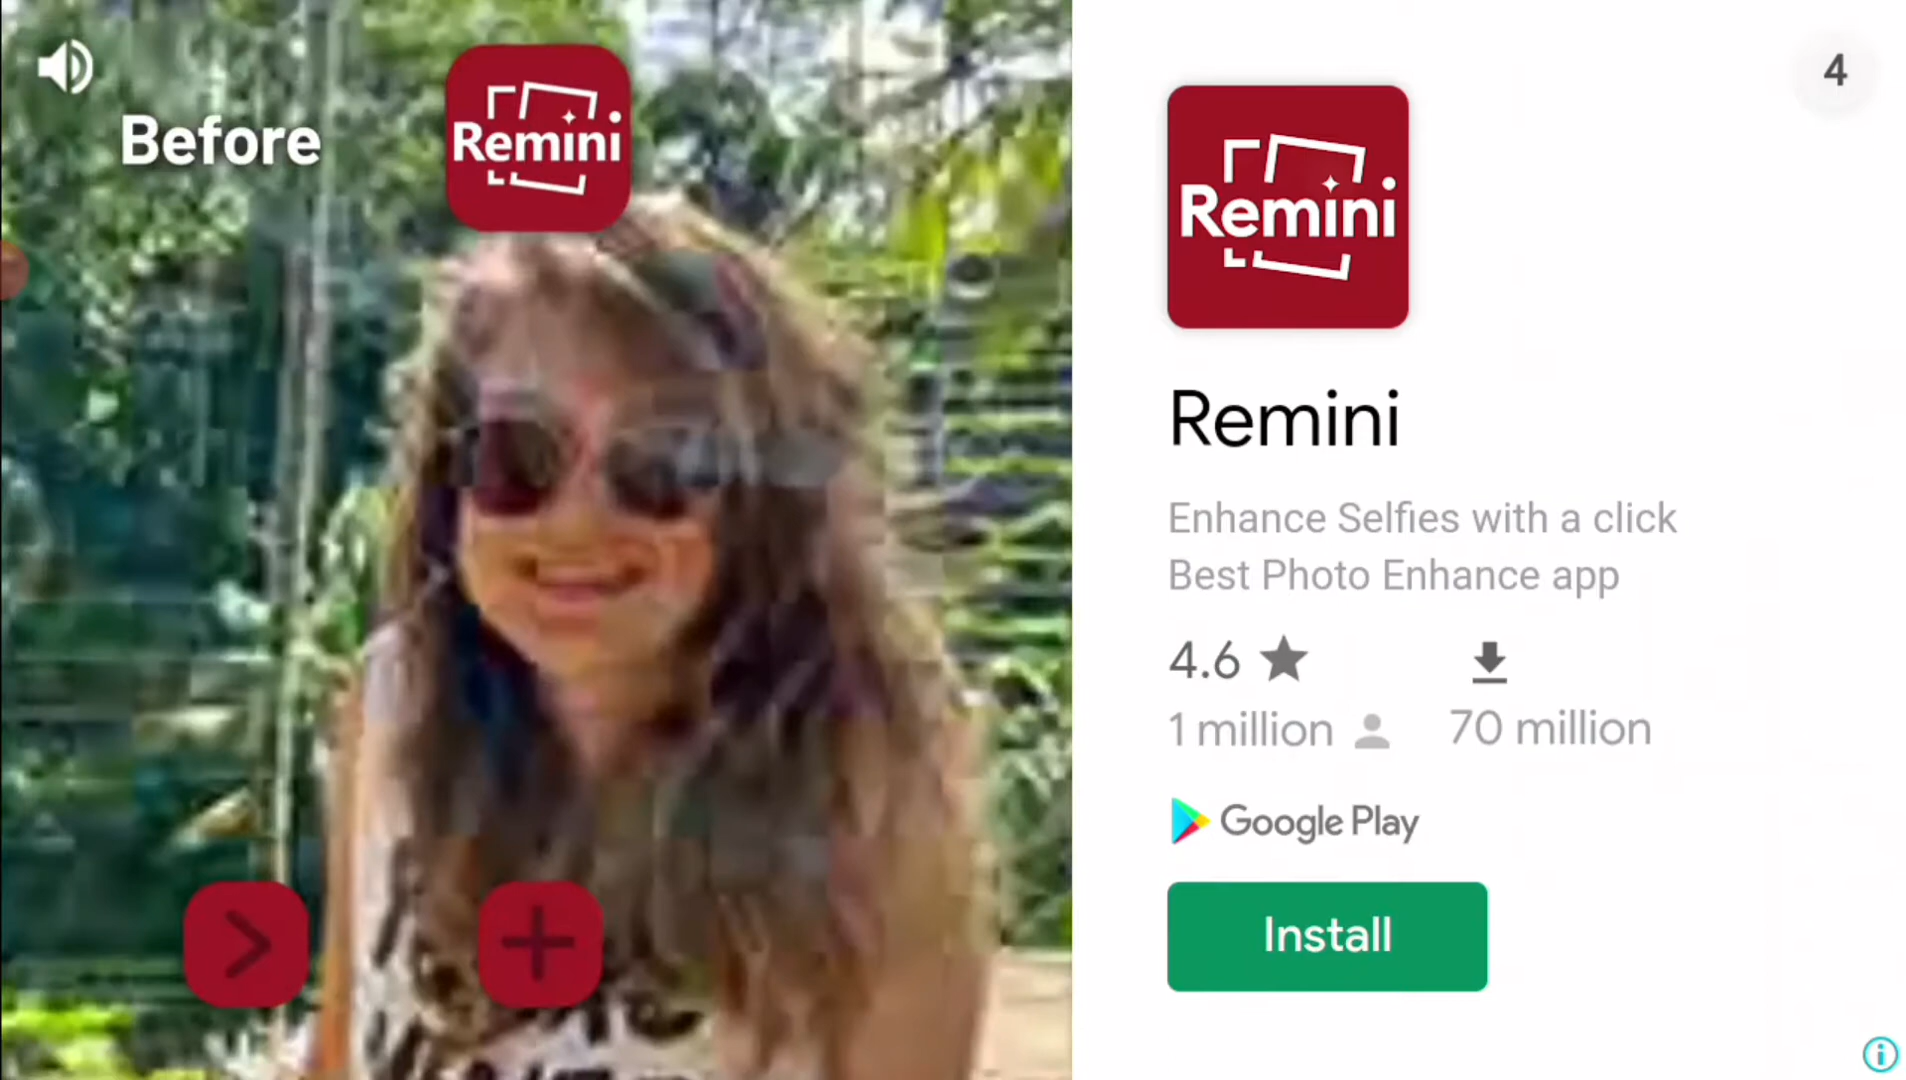 Before
Remini
4
Remini
Remini
Enhance Selfies with a click
Best Photo Enhance app
4.6
1 million
70 million
Google Play
Install